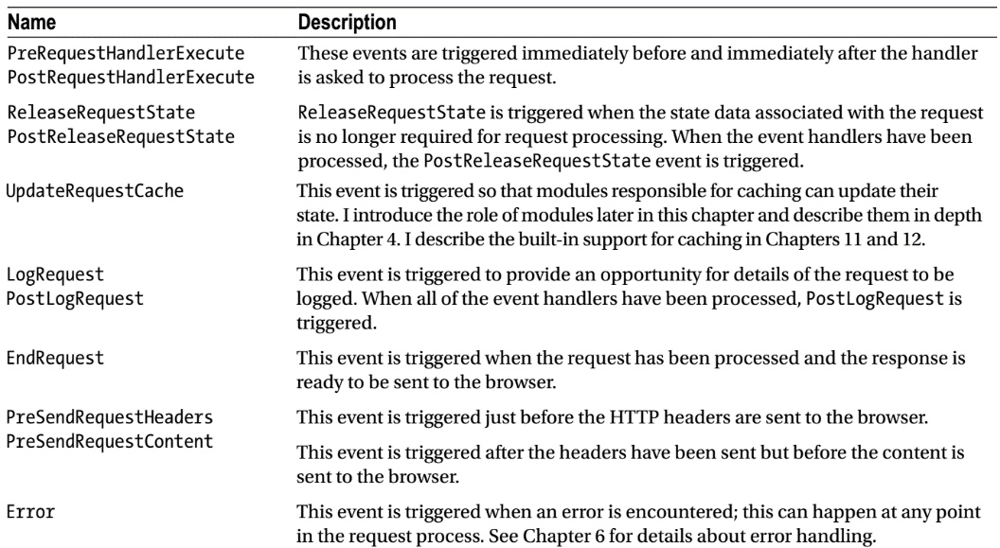 Name Description
PreRequestHandlerExecute These events are triggered immediately before and immediately after the handler
PostRequestHandlerExecute is asked to process the request.
ReleaseRequestState ReleaseRequestState is triggered when the state data associated with the request
PostReleaseRequestState is no longer required for request processing. When the event handlers have been
processed, the PostReleaseRequestState event is triggered.
UpdateRequestCache This event is triggered so that modules responsible for caching can update their
state. I introduce the role of modules later in this chapter and describe them in depth
in Chapter 4. I describe the built-in support for caching in Chapters 11 and 12.
LogRequest This event is triggered to provide an opportunity for details of the request to be
PostLogRequest logged. When all of the event handlers have been processed, PostLogRequest is
triggered.
EndRequest This event is triggered when the request has been processed and the response is
ready to be sent to the browser.
PreSendRequestHeaders This event is triggered just before the HTTP headers are sent to the browser.
PreSendRequestContent
This event is triggered after the headers have been sent but before the content is
sent to the browser.
Error This event is triggered when an error is encountered; this can happen at any point
in the request process. See Chapter 6 for details about error handling.